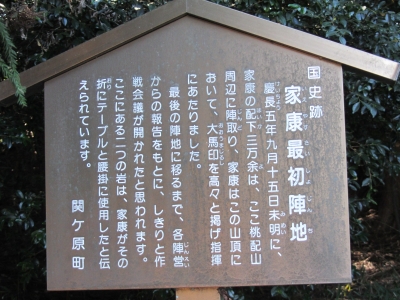 国史跡
家康最初陣地
慶長五年九月十五日未明に、
家康の配下三万余は、ここ桃配山
周辺に陣取り、家康はこの山頂に
おいて、大馬印を高々と掲げ指揮
にあたりました。
最後の陣地に移るまで、各陣営
からの報告をもとに、しきりと作
戦会議が開かれたと思われます。
ここにある二つの岩は、家康がその
折にテーブルと腰掛に使用したと伝
えられています。
関ケ原町